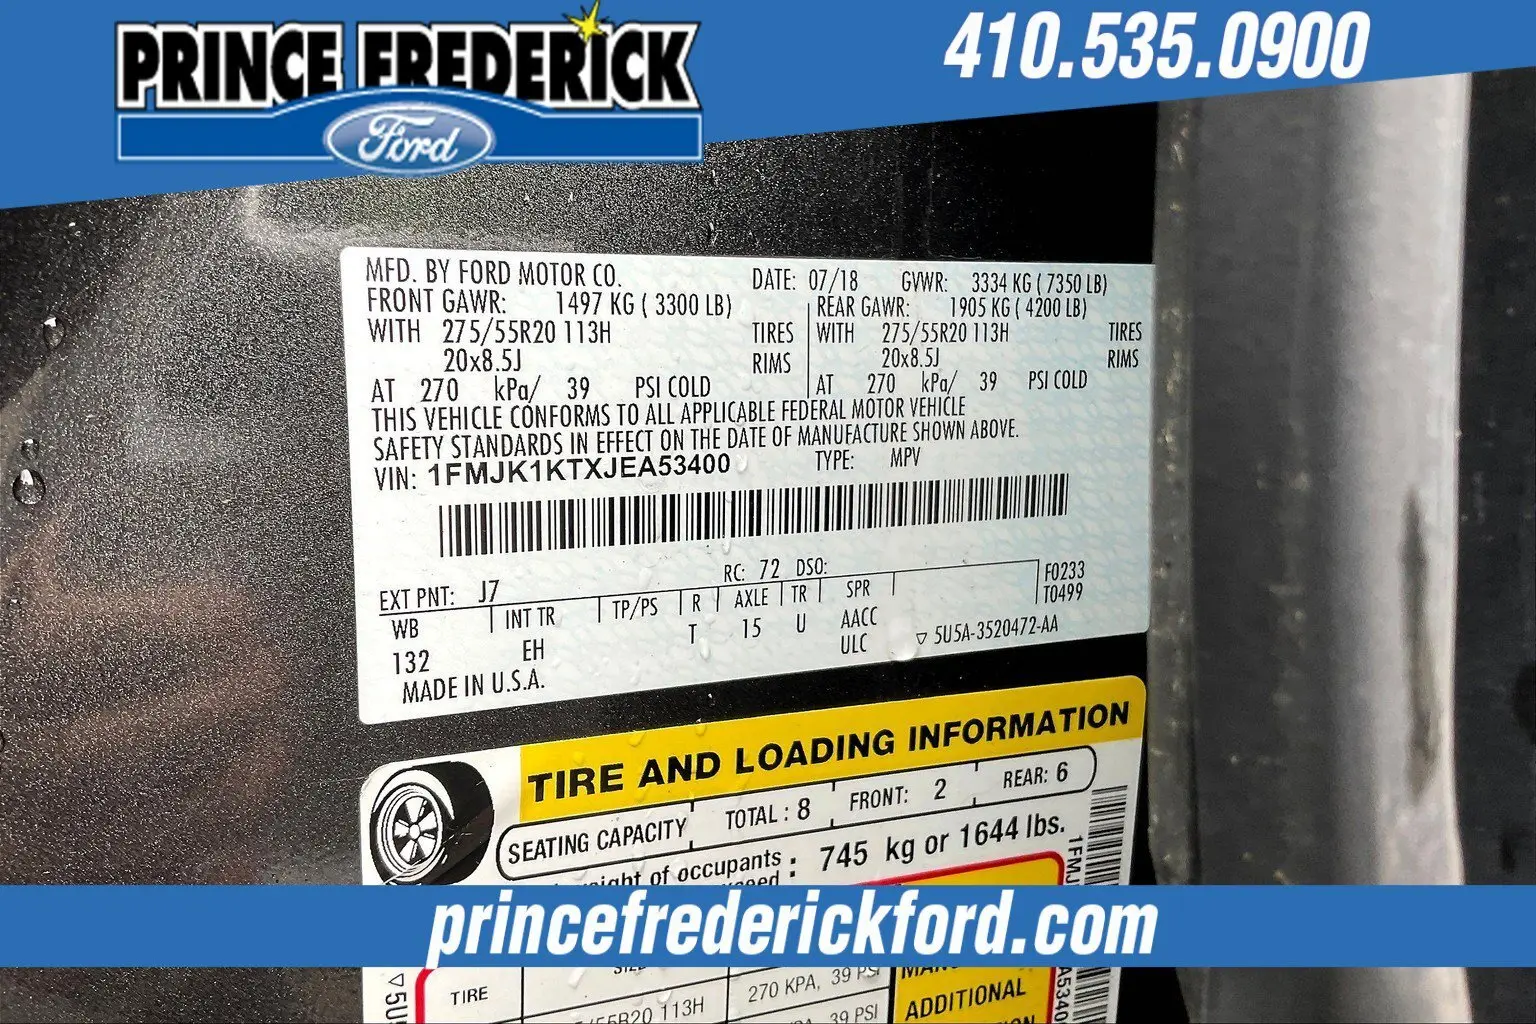 PRINCE FREDERICK
Ford
410.535.0900
MFD. BY FORD MOTOR CO. DATE: 07/18 GVWR: 3334 KG ( 7350 LB)
FRONT GAWR: 1497 KG ( 3300 LB) REAR GAWR: 1905 KG ( 4200 LB)
WITH 275/55R20 113H TIRES WITH 275/55R20 113H TIRES
20x8.5J RIMS 20x8.5J RIMS
AT 270 kPa/ 39 PSI COLD AT 270 kPa/ 39 PSI COLD
THIS VEHICLE CONFORMS TO ALL APPLICABLE FEDERAL MOTOR VEHICLE
SAFETY STANDARDS IN EFFECT ON THE DATE OF MANUFACTURE SHOWN ABOVE.
VIN: 1FMJK1KTXJEA53400 TYPE: MPV
EXT PNT: J7 RC: 72 DSO:
WB INT TR TP/PS R AXLE TR SPR F0233
T0499
132 EH T 15 U AACC
ULC ▽ 5U5A-3520472-AA
MADE IN U.S.A.
TIRE AND LOADING INFORMATION
SEATING CAPACITY TOTAL : 8 FRONT: 2 REAR: 6
of occupants : 745 kg or 1644 lbs.
1FMJ
princefrederickford.com
TIRE 270 KPA, 39 PSI
113H 39 PSI
ADDITIONAL
▽5U
A5340